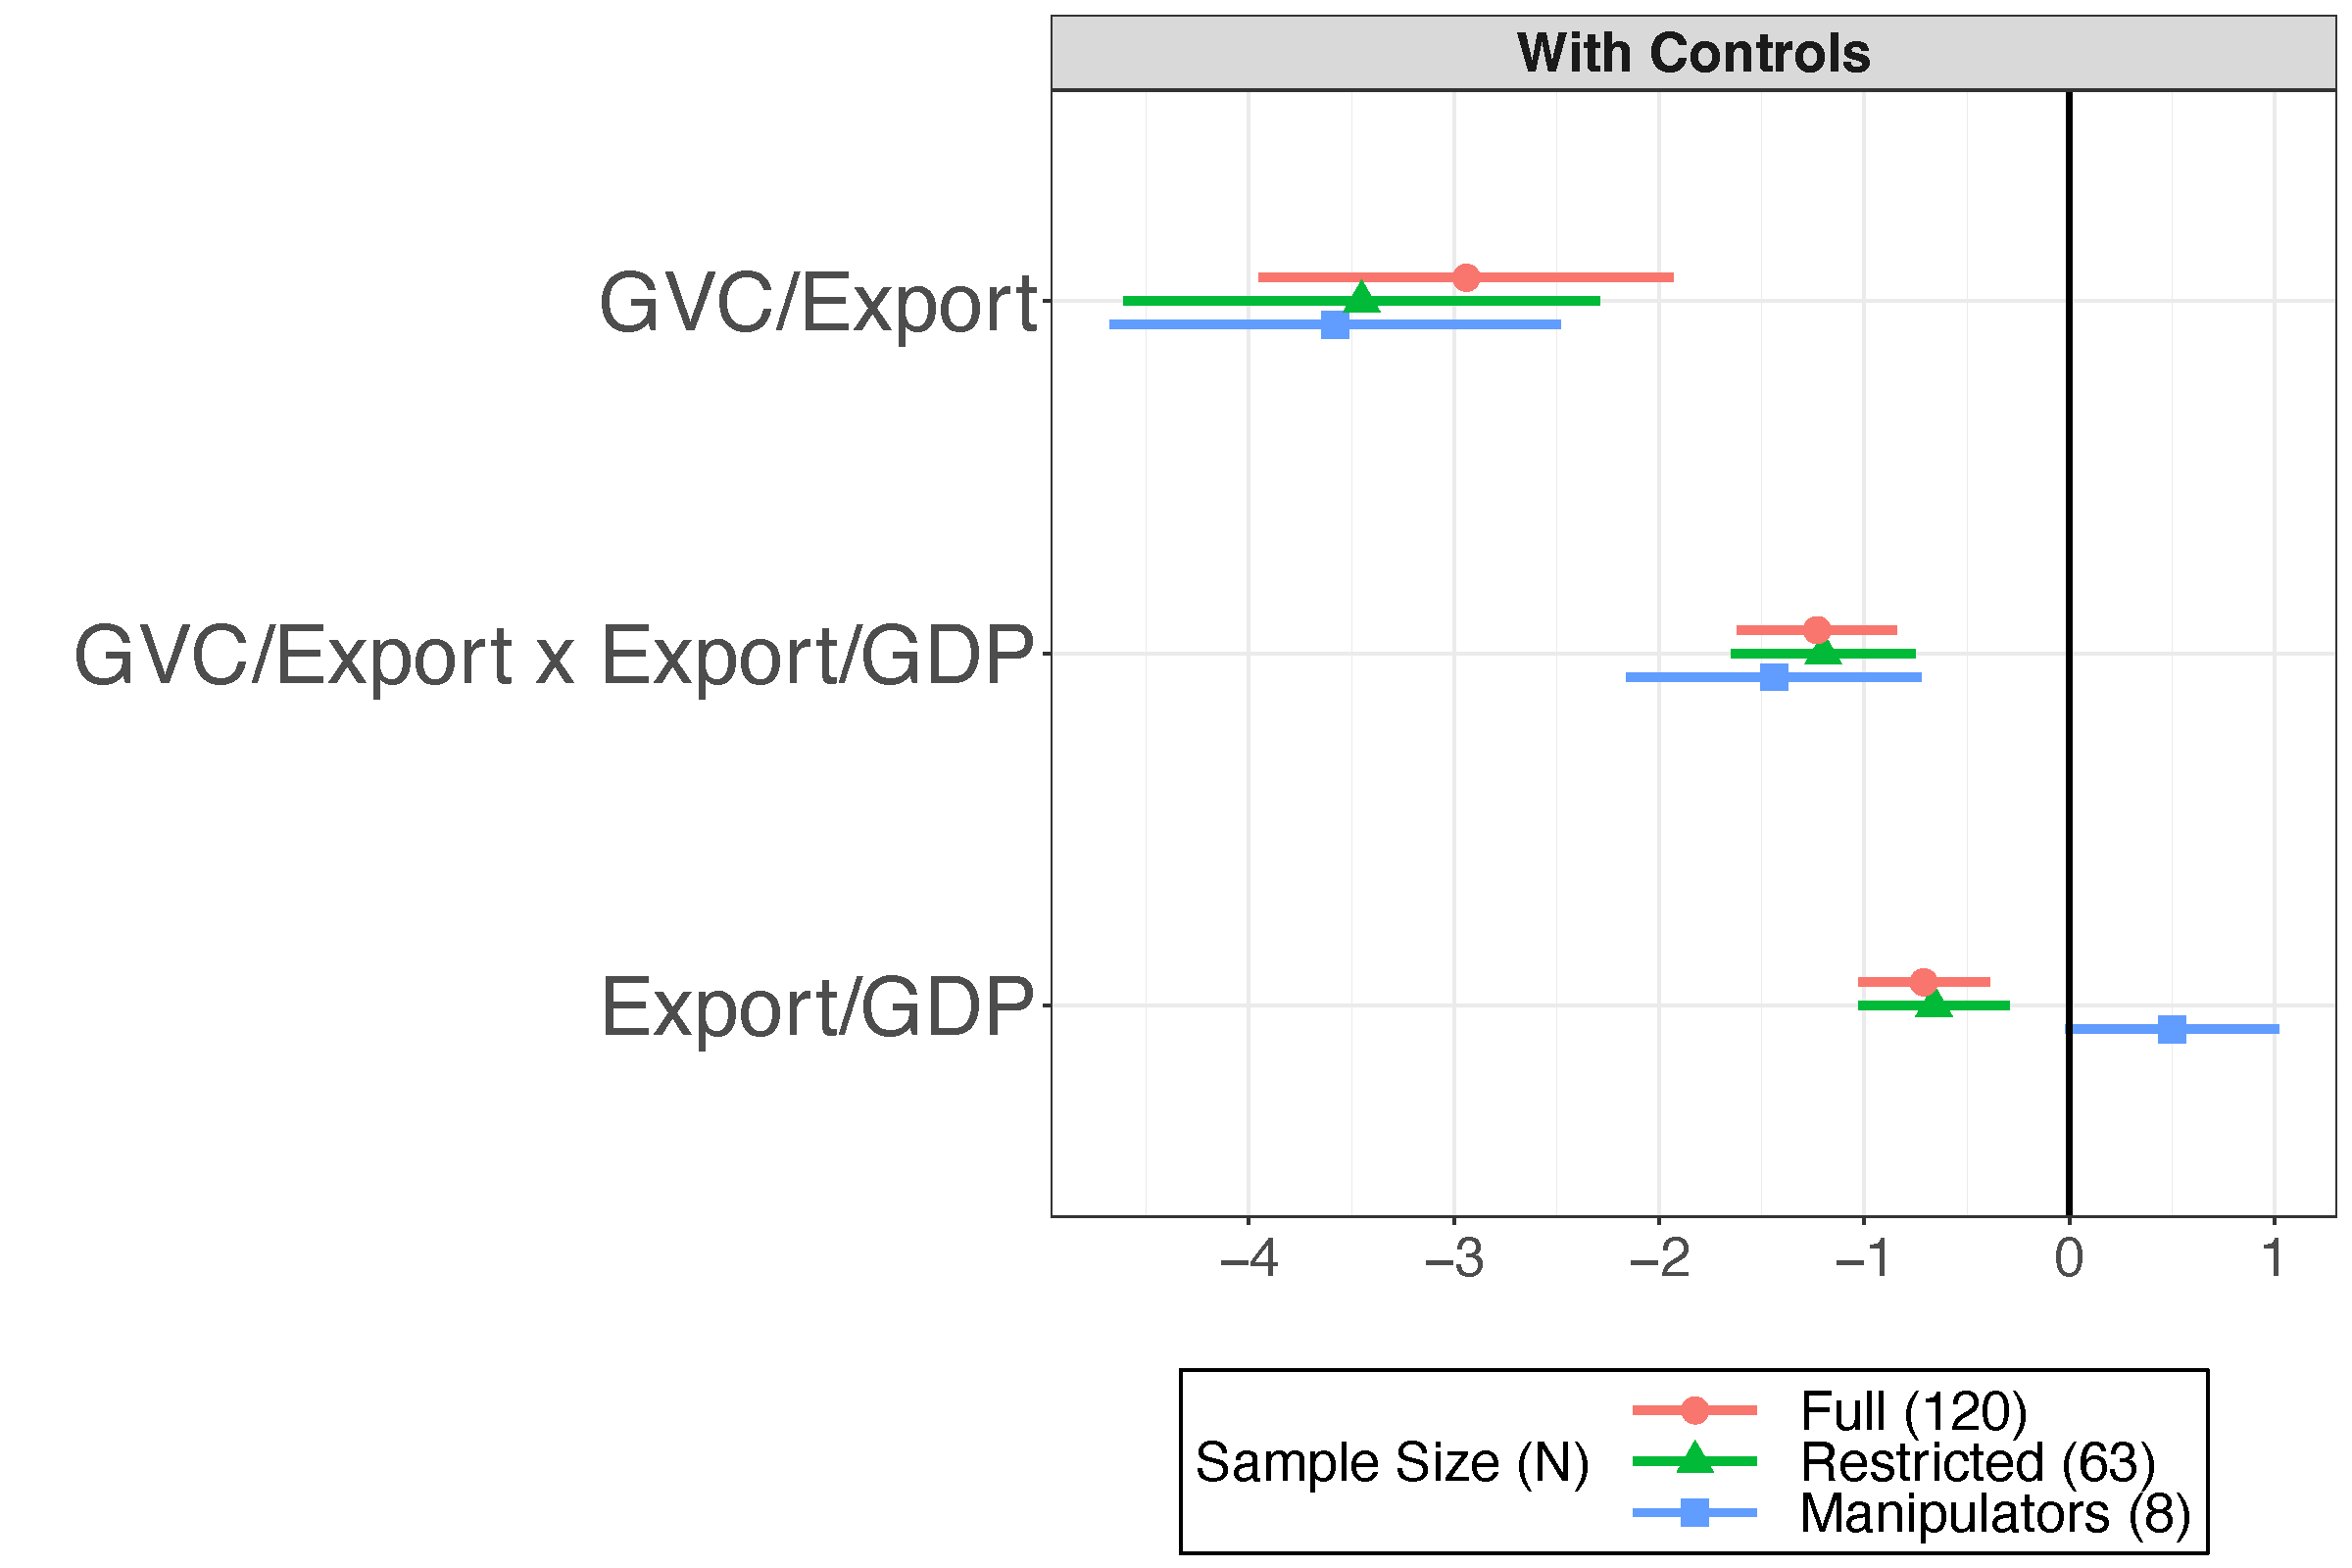 With Controls
GVC/Export
GVC/Export x Export/GDP
Export/GDP
−4 −3 −2 −1 0 1
Sample Size (N)
Full (120)
Restricted (63)
Manipulators (8)